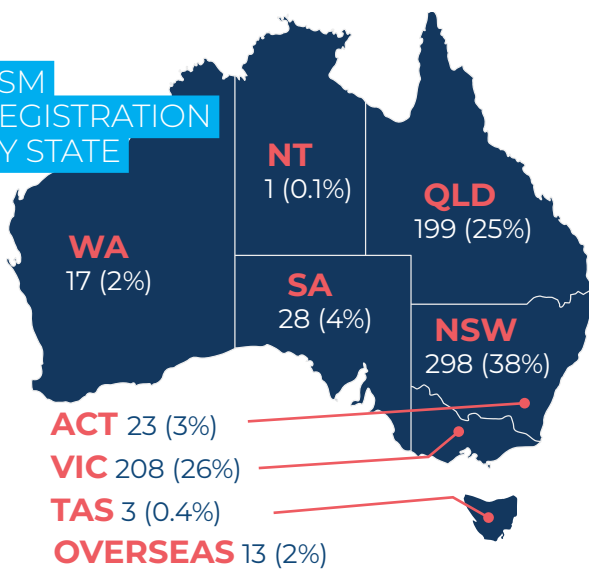 SM
EGISTRATION
Y STATE
NT
1 (0.1%)
QLD
199 (25%)
WA
17 (2%)
SA
28 (4%)
NSW
298 (38%)
ACT 23 (3%)
VIC 208 (26%)
TAS 3 (0.4%)
OVERSEAS 13 (2%)